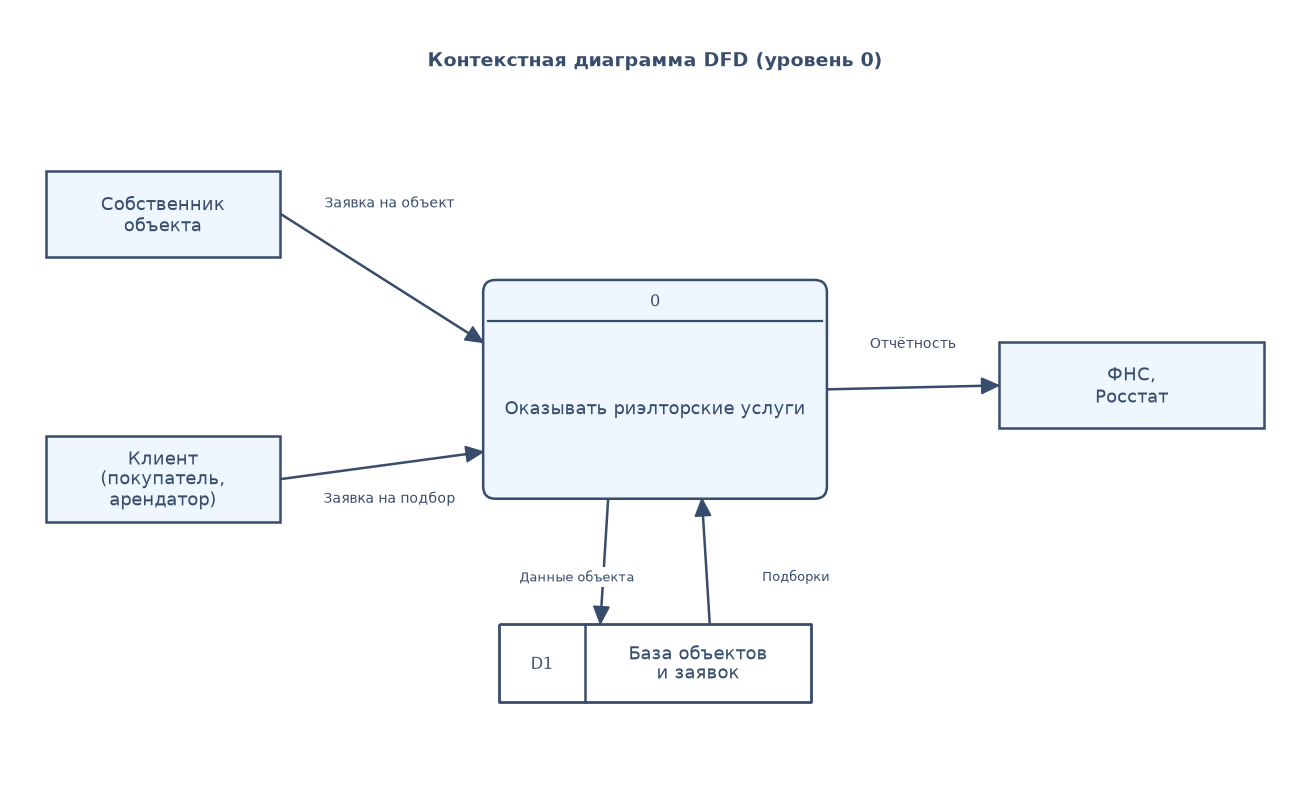 Контекстная диаграмма DFD (уровень 0)
Собственник
объекта
Заявка на объект
0
Оказывать риэлторские услуги
Отчётность
ФНС,
Росстат
Клиент
(покупатель,
арендатор)
Заявка на подбор
Данные объекта
Подборки
D1
База объектов
и заявок